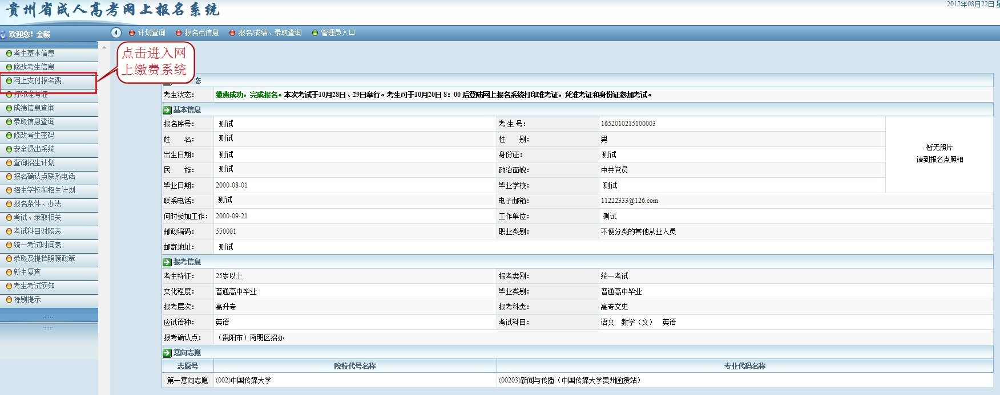 贵州省成人高考网上报名系统
2017年08月22日
欢迎您！金毅
计划查询 报名点信息 报名/成绩、录取查询 管理员入口
点击进入网
上缴费系统
考生基本信息
修改考生信息
网上支付报名费
打印准考证
成绩信息查询
录取信息查询
修改考生密码
安全退出系统
查询招生计划
报名确认点联系电话
招生学校和招生计划
报名条件、办法
考试、录取相关
考试科目对照表
统一考试时间表
录取及提档照顾政策
新生复查
考生考试须知
特别提示
态
考生状态： 缴费成功，完成报名。本次考试于10月28日、29日举行。考生可于10月20日 8：00 后登陆网上报名系统打印准考证，凭准考证和身份证参加考试。
基本信息
报名序号： 测试 考 生 号： 1652010215100003
姓 名： 测试 性 别： 男
暂无照片
请到报名点照相
出生日期： 测试 身份证： 测试
民 族： 测试 政治面貌： 中共党员
毕业日期： 2000-08-01 毕业学校： 测试
联系电话： 测试 电子邮箱： 11222333@126.com
何时参加工作： 2000-09-21 工作单位： 测试
邮政编码： 550001 职业类别： 不便分类的其他从业人员
邮寄地址： 测试
报考信息
考生特征： 25岁以上 报考类别： 统一考试
文化程度： 普通高中毕业 毕业类别： 普通高中毕业
报考层次： 高升专 报考科类： 高专文史
应试语种： 英语 考试科目： 语文 数学（文） 英语
报考确认点： （贵阳市）南明区招办
意向志愿
志愿号 院校代号名称 专业代码名称
第一意向志愿 (002)中国传媒大学 (00203)新闻与传播（中国传媒大学贵州函授站）